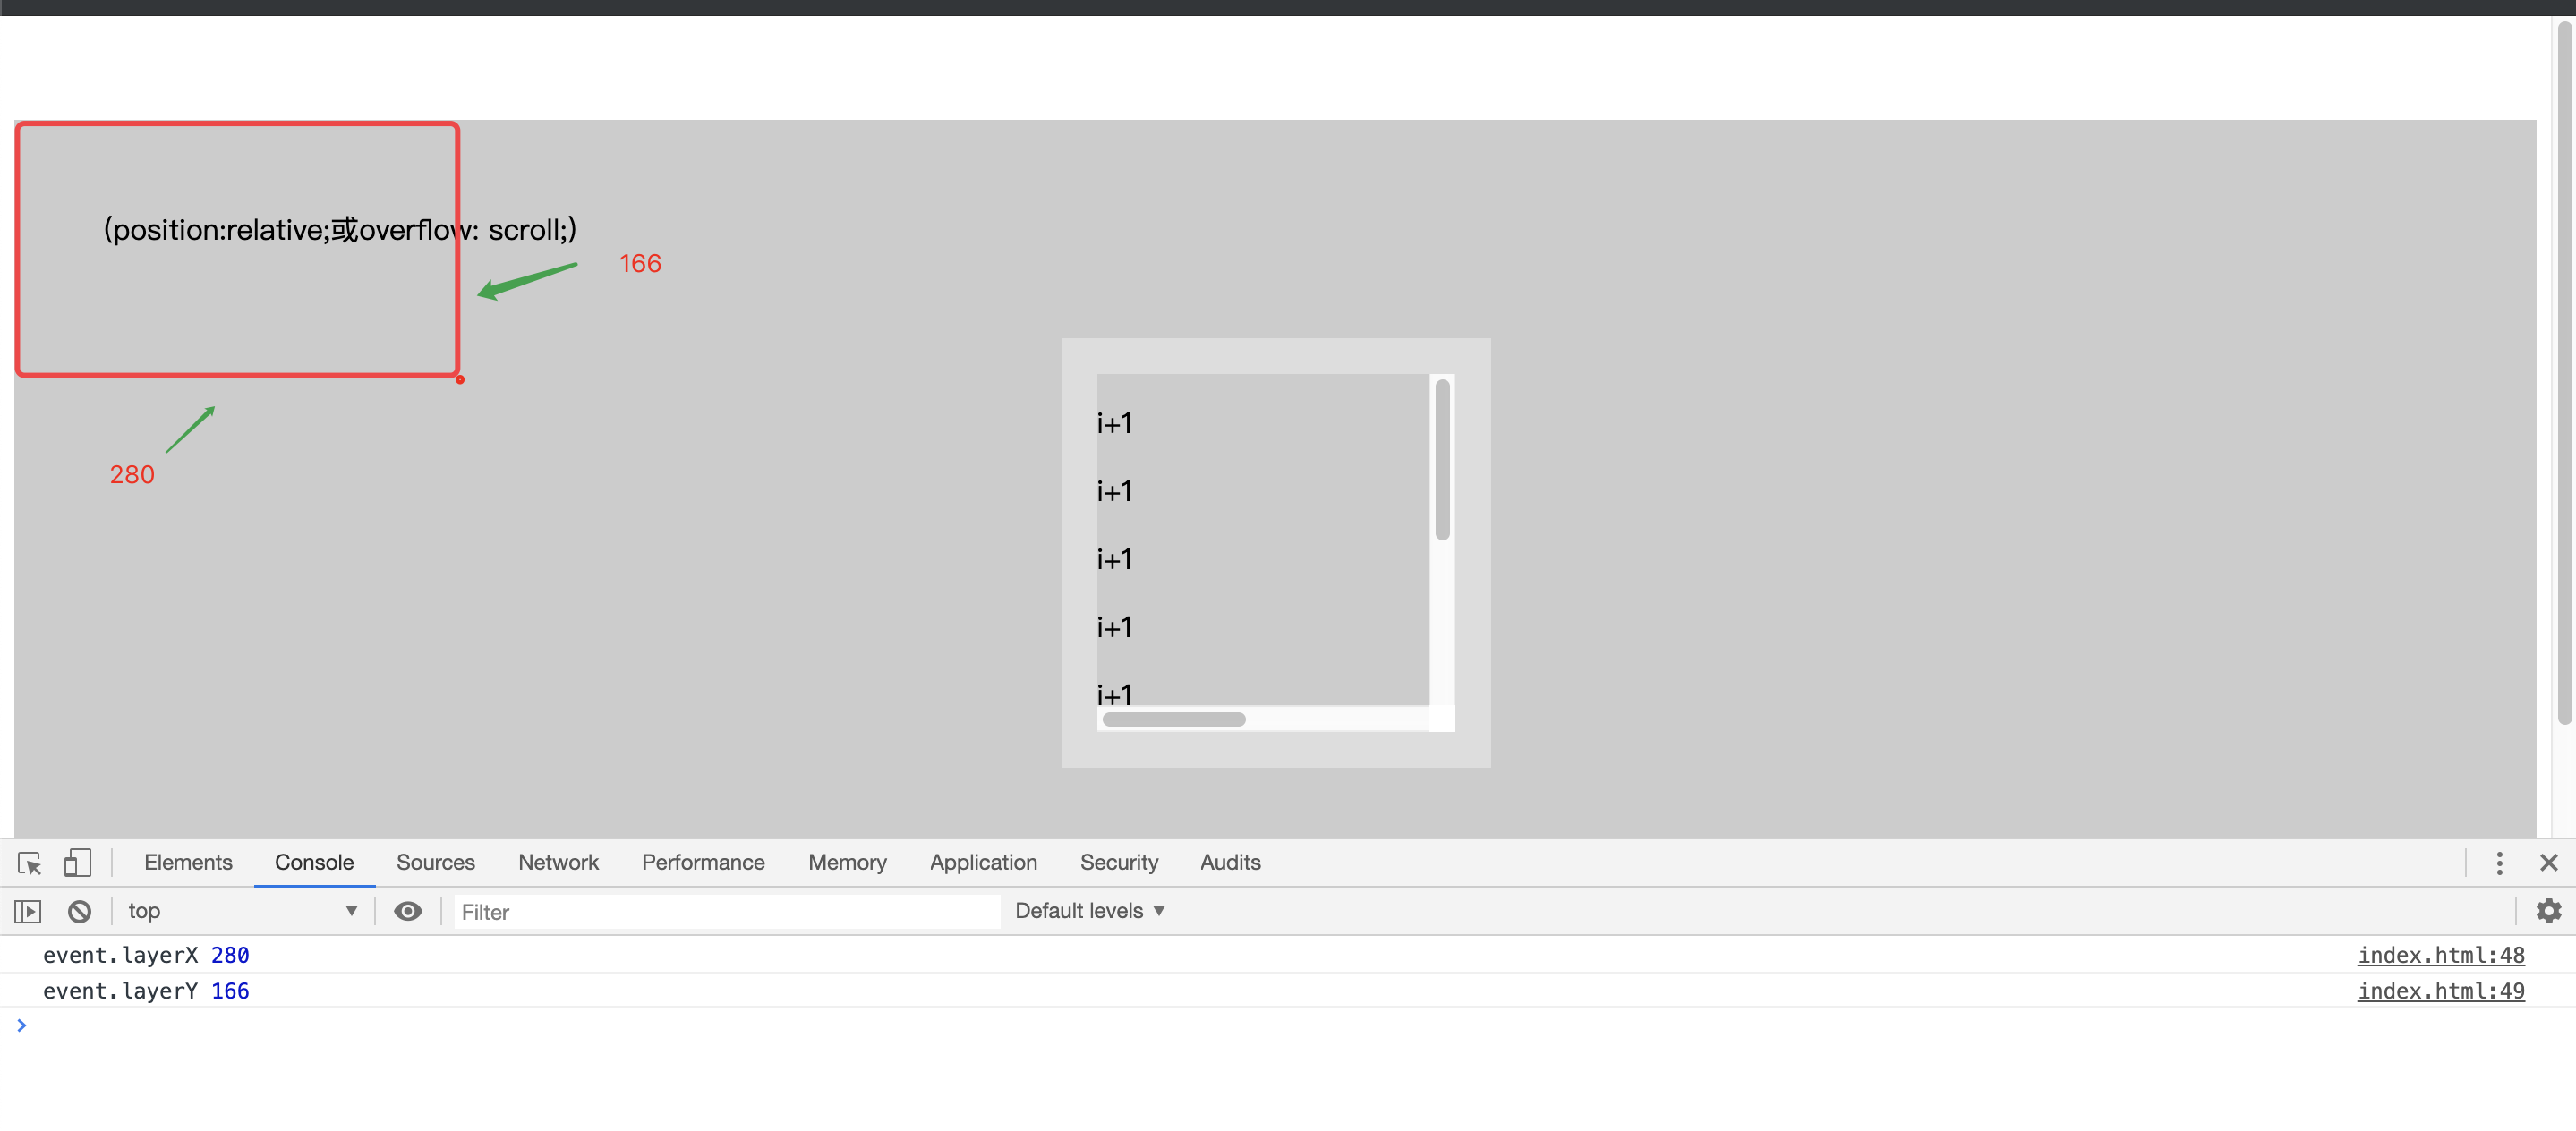 (position:relative;或overflow: scroll;)
166
280
i+1
i+1
i+1
i+1
i+1
Elements Console Sources Network Performance Memory Application Security Audits
top ▼ Filter Default levels ▼
event.layerX 280 index.html:48
event.layerY 166 index.html:49